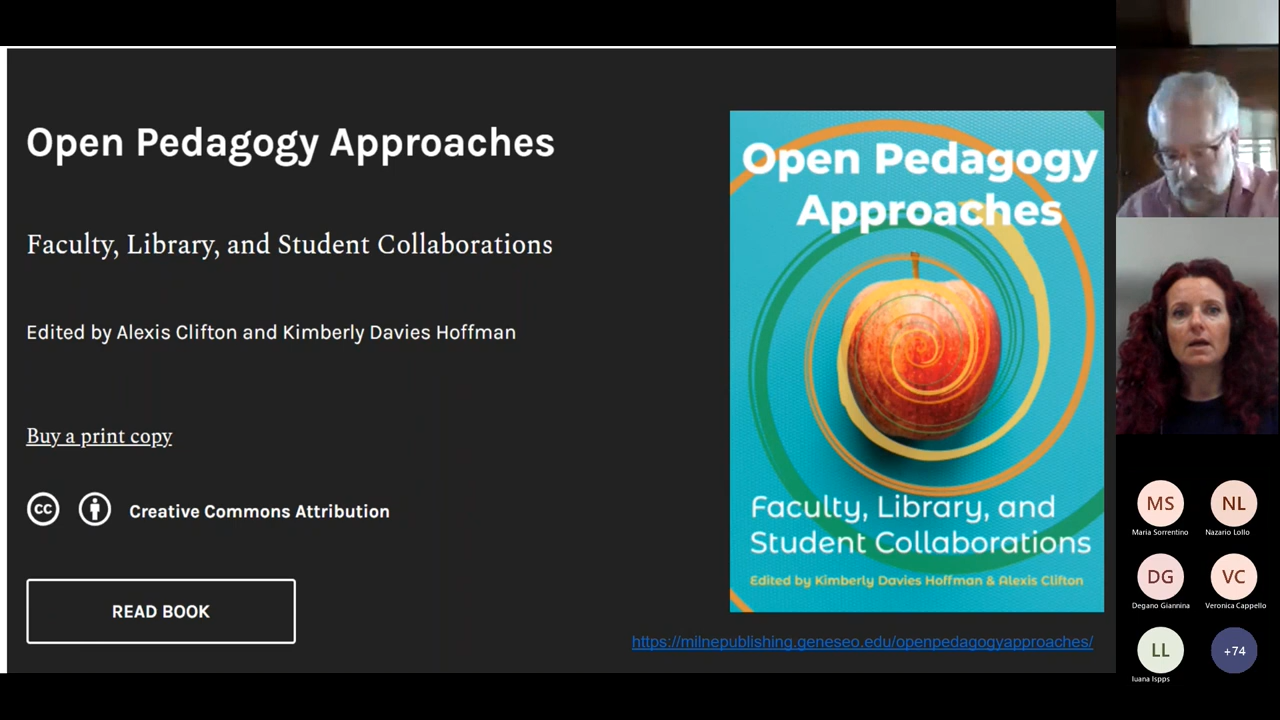 Open Pedagogy Approaches
Faculty, Library, and Student Collaborations
Edited by Alexis Clifton and Kimberly Davies Hoffman
Buy a print copy
CC
Creative Commons Attribution
READ BOOK
Open Pedagogy
Approaches
Faculty, Library, and
Student Collaborations
Edited by Kimberly Davies Hoffman & Alexis Clifton
https://milnepublishing.geneseo.edu/openpedagogyapproaches/
MS
NL
Maria Sorrentino
Nazario Lollo
DG
VC
Degano Giannina
Veronica Cappello
LL
+74
Iuana Ispps